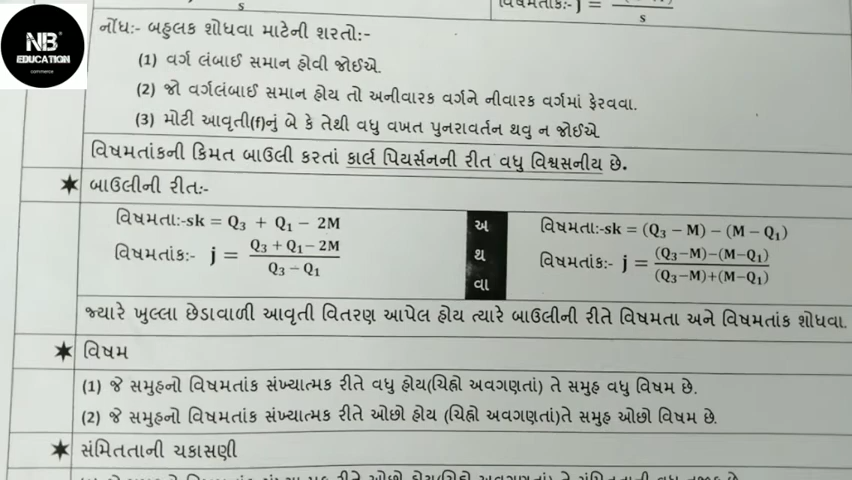 s
વિષમતાંક:- j =
s
NB
EDUCATION
commerce
નોંધ:- બહુલક શોધવા માટેની શરતો:-
(1) વર્ગ લંબાઈ સમાન હોવી જોઈએ.
(2) જો વર્ગલંબાઈ સમાન હોય તો અનીવારક વર્ગને નીવારક વર્ગમાં ફેરવવા.
(3) મોટી આવૃતી(f)નું બે કે તેથી વધુ વખત પુનરાવર્તન થવુ ન જોઈએ
વિષમતાંકની કિમત બાઉલી કરતાં કાર્લ પિયર્સનની રીત વધુ વિશ્વસનીય છે.
★ બાઉલીની રીત:-
વિષમતા:-sk = Q₃ + Q₁ − 2M
વિષમતાંક:- j = (Q₃ + Q₁ − 2M) / (Q₃ − Q₁)
અ
થ
વા
વિષમતા:-sk = (Q₃ − M) − (M − Q₁)
વિષમતાંક:- j = ((Q₃−M)−(M−Q₁)) / ((Q₃−M)+(M−Q₁))
જ્યારે ખુલ્લા છેડાવાળી આવૃતી વિતરણ આપેલ હોય ત્યારે બાઉલીની રીતે વિષમતા અને વિષમતાંક શોધવા.
★ વિષમ
(1) જે સમુહનો વિષમતાંક સંખ્યાત્મક રીતે વધુ હોય(ચિહ્નો અવગણતાં) તે સમુહ વધુ વિષમ છે.
(2) જે સમુહનો વિષમતાંક સંખ્યાત્મક રીતે ઓછો હોય (ચિહ્નો અવગણતાં)તે સમુહ ઓછો વિષમ છે.
★ સંમિતતાની ચકાસણી